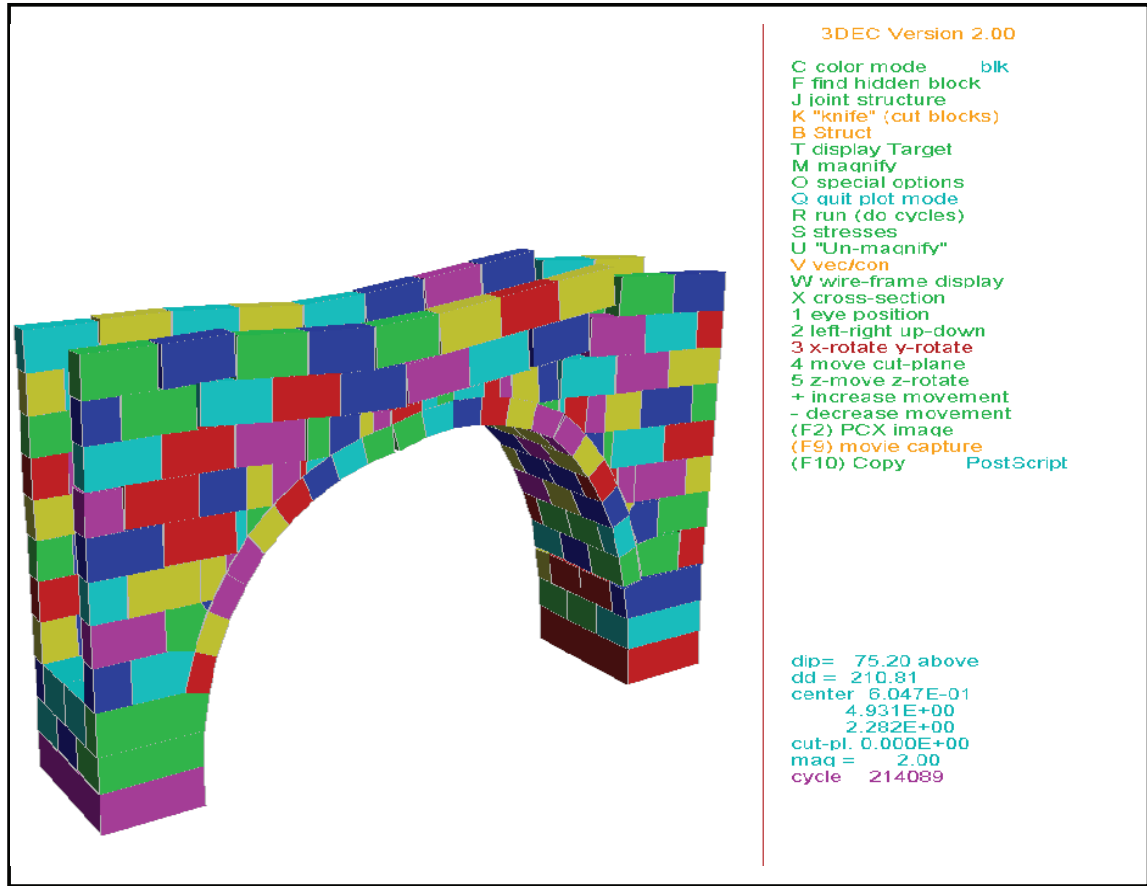 3DEC Version 2.00
C color mode blk
F find hidden block
J joint structure
K "knife" (cut blocks)
B Struct
T display Target
M magnify
O special options
Q quit plot mode
R run (do cycles)
S stresses
U "Un-magnify"
V vec/con
W wire-frame display
X cross-section
1 eye position
2 left-right up-down
3 x-rotate y-rotate
4 move cut-plane
5 z-move z-rotate
+ increase movement
- decrease movement
(F2) PCX image
(F9) movie capture
(F10) Copy PostScript
dip= 75.20 above
dd = 210.81
center 6.047E-01
4.931E+00
2.282E+00
cut-pl. 0.000E+00
mag = 2.00
cycle 214089